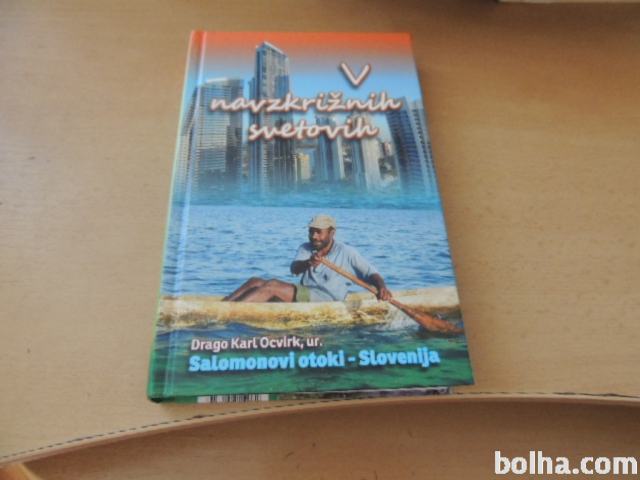 V
navzkrižnih
svetovih
Drago Karl Ocvirk, ur.
Salomonovi otoki - Slovenija
bolha.com